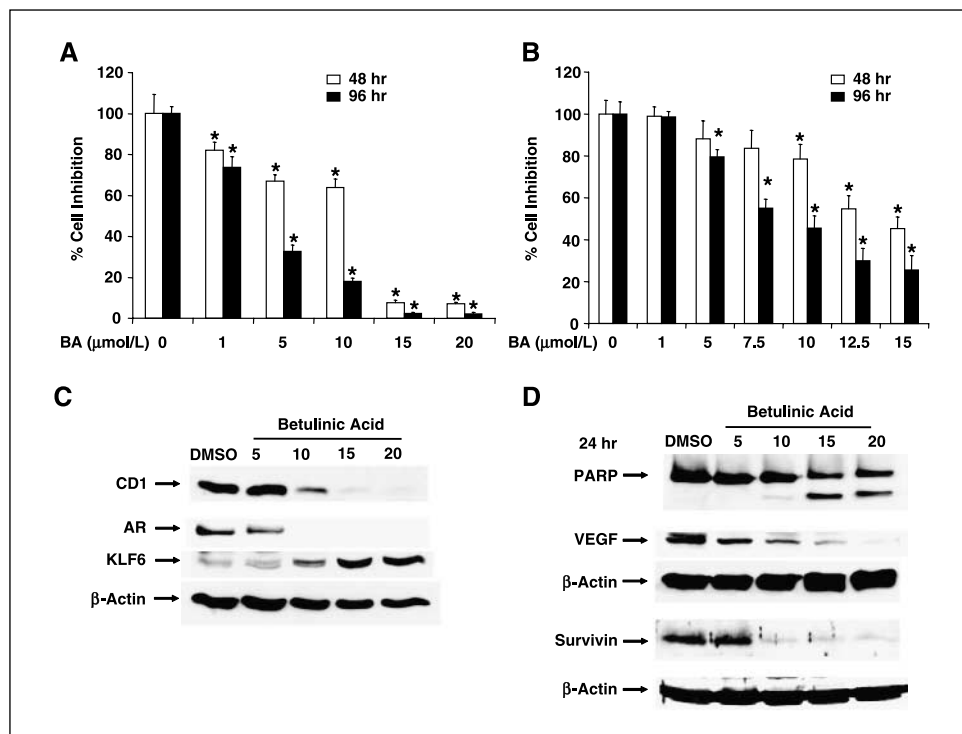 A
120
100
80
60
40
20
0
% Cell Inhibition
48 hr
96 hr
* * * * * * * * * *
BA (μmol/L) 0 1 5 10 15 20
B
120
100
80
60
40
20
0
% Cell Inhibition
48 hr
96 hr
* * * * * * * * *
BA (μmol/L) 0 1 5 7.5 10 12.5 15
C
Betulinic Acid
DMSO 5 10 15 20
CD1
AR
KLF6
β-Actin
D
Betulinic Acid
24 hr DMSO 5 10 15 20
PARP
VEGF
β-Actin
Survivin
β-Actin